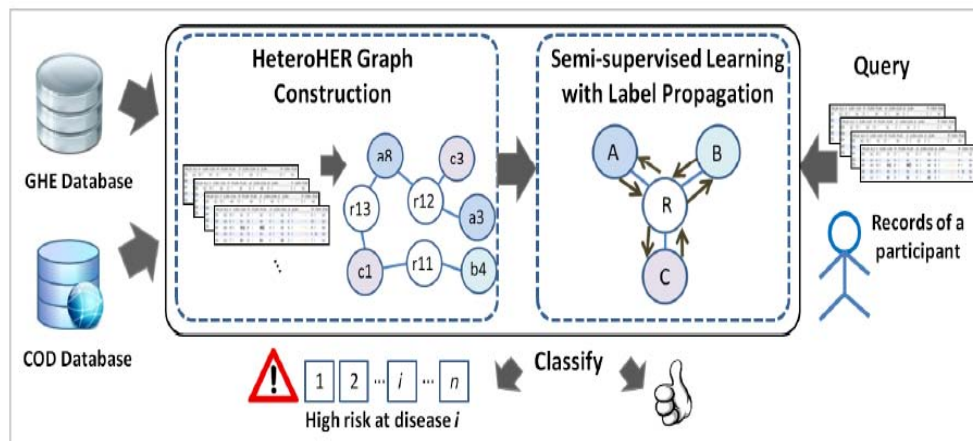 HeteroHER Graph
Construction
Semi-supervised Learning
with Label Propagation
Query
GHE Database
COD Database
a8
c3
r13
r12
a3
c1
r11
b4
A
B
R
C
Records of a
participant
Classify
1 2 ... i ... n
High risk at disease i